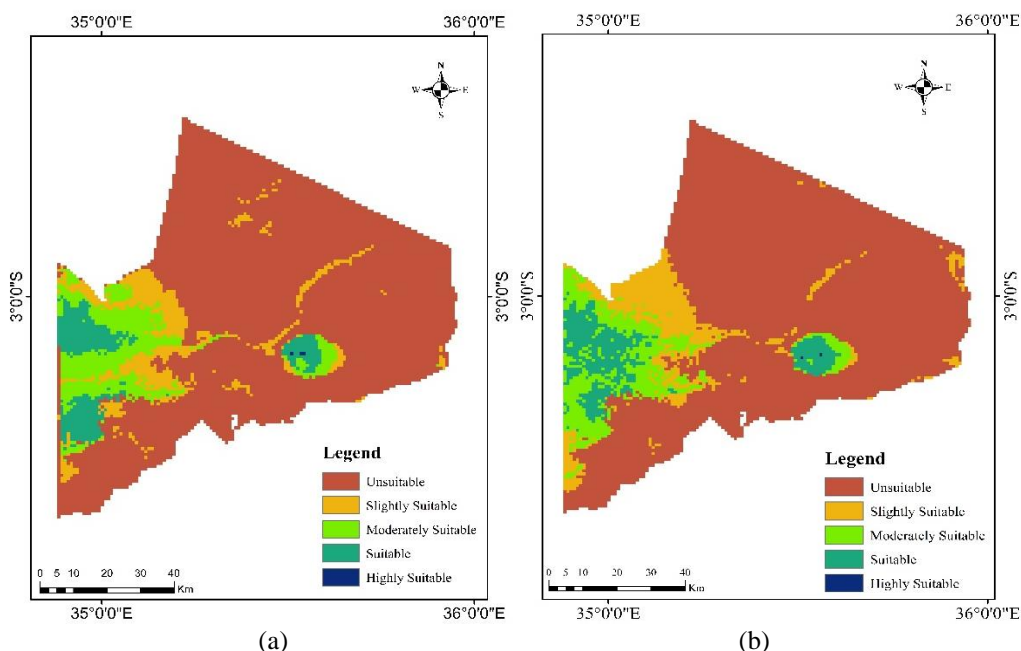 35°0'0"E 36°0'0"E
N
W E
S
3°0'0"S
Legend
Unsuitable
Slightly Suitable
Moderately Suitable
Suitable
Highly Suitable
0 5 10 20 30 40
Km
35°0'0"E 36°0'0"E
(a)
35°0'0"E 36°0'0"E
N
W E
S
3°0'0"S
3°0'0"S
Legend
Unsuitable
Slightly Suitable
Moderately Suitable
Suitable
Highly Suitable
0 5 10 20 30 40
Km
35°0'0"E 36°0'0"E
(b)